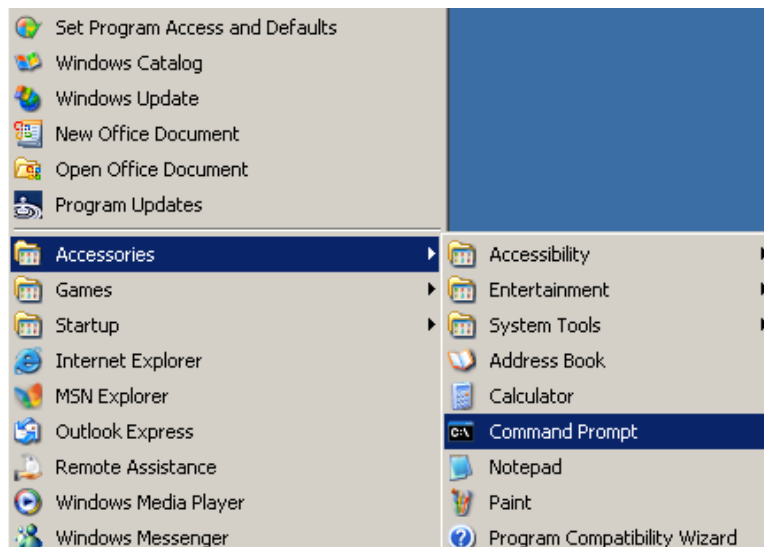 Set Program Access and Defaults
Windows Catalog
Windows Update
New Office Document
Open Office Document
Program Updates
Accessories
Games
Startup
Internet Explorer
MSN Explorer
Outlook Express
Remote Assistance
Windows Media Player
Windows Messenger
Accessibility
Entertainment
System Tools
Address Book
Calculator
C:\
Command Prompt
Notepad
Paint
Program Compatibility Wizard